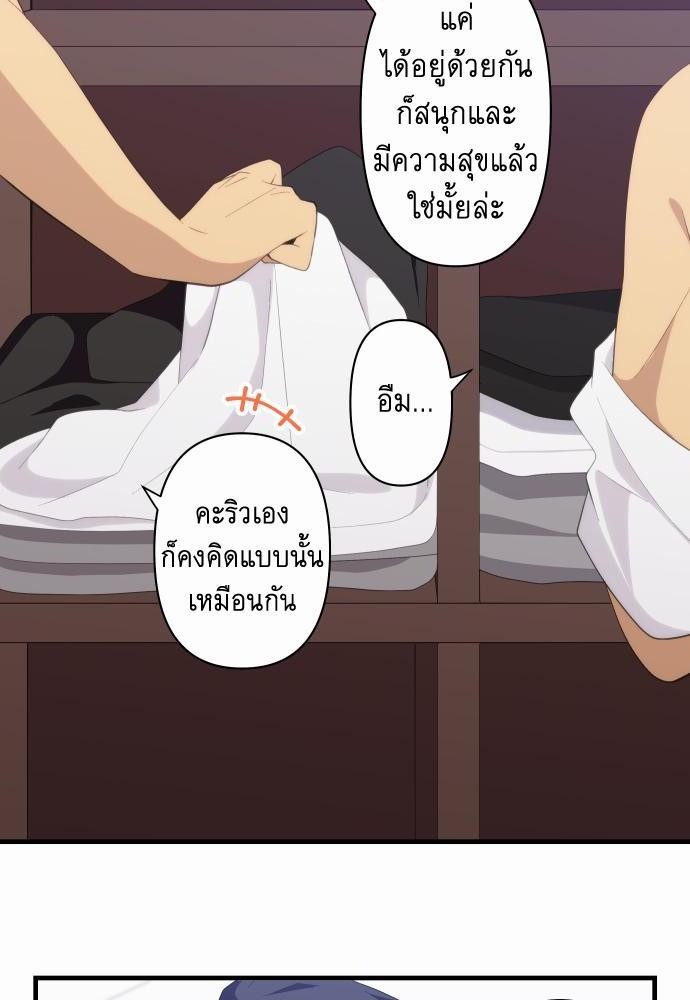 แค่
ได้อยู่ด้วยกัน
ก็สนุกและ
มีความสุขแล้ว
ใช่มั้ยล่ะ
อืม...
คะริวเอง
ก็คงคิดแบบนั้น
เหมือนกัน